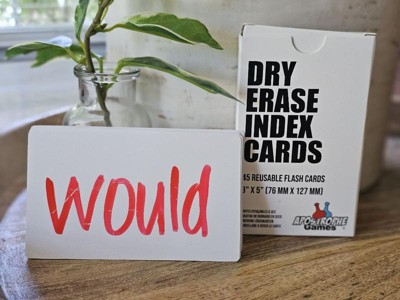 would
DRY
ERASE
INDEX
CARDS
45 REUSABLE FLASH CARDS
3" X 5" (76 MM X 127 MM)
APOSTROPHE
Games